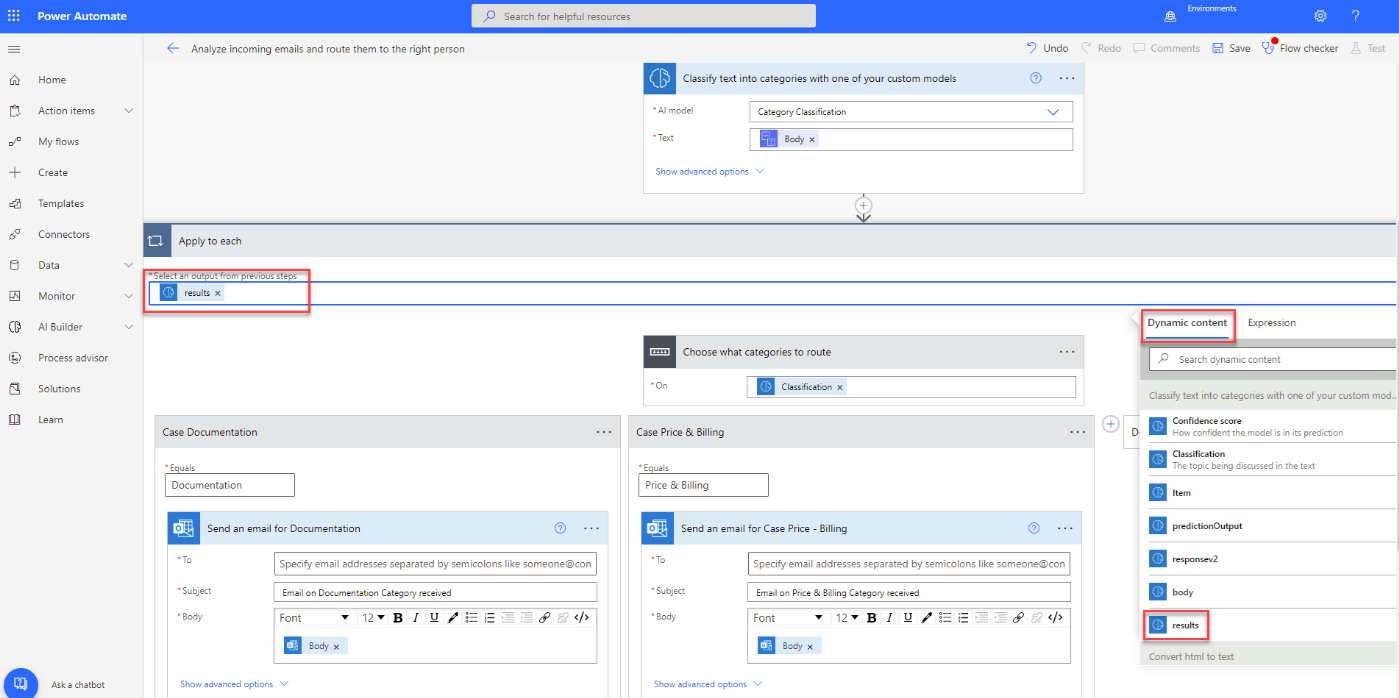 Power Automate
Search for helpful resources
Environments
?
Analyze incoming emails and route them to the right person
Undo
Redo
Comments
Save
Flow checker
Test
Home
Action items
My flows
Create
Templates
Connectors
Data
Monitor
AI Builder
Process advisor
Solutions
Learn
Ask a chatbot
Classify text into categories with one of your custom models
* AI model
Category Classification
* Text
Body ×
Show advanced options
Apply to each
* Select an output from previous steps
results ×
Choose what categories to route
* On
Classification ×
Case Documentation
* Equals
Documentation
Send an email for Documentation
* To
Specify email addresses separated by semicolons like someone@con
* Subject
Email on Documentation Category received
* Body
Font 12 B I U </>
Body ×
Show advanced options
Case Price & Billing
* Equals
Price & Billing
Send an email for Case Price - Billing
* To
Specify email addresses separated by semicolons like someone@con
* Subject
Email on Price & Billing Category received
* Body
Font 12 B I U </>
Body ×
Show advanced options
D
Dynamic content
Expression
Search dynamic content
Classify text into categories with one of your custom mod...
Confidence score
How confident the model is in its prediction
Classification
The topic being discussed in the text
Item
predictionOutput
responsev2
body
results
Convert html to text